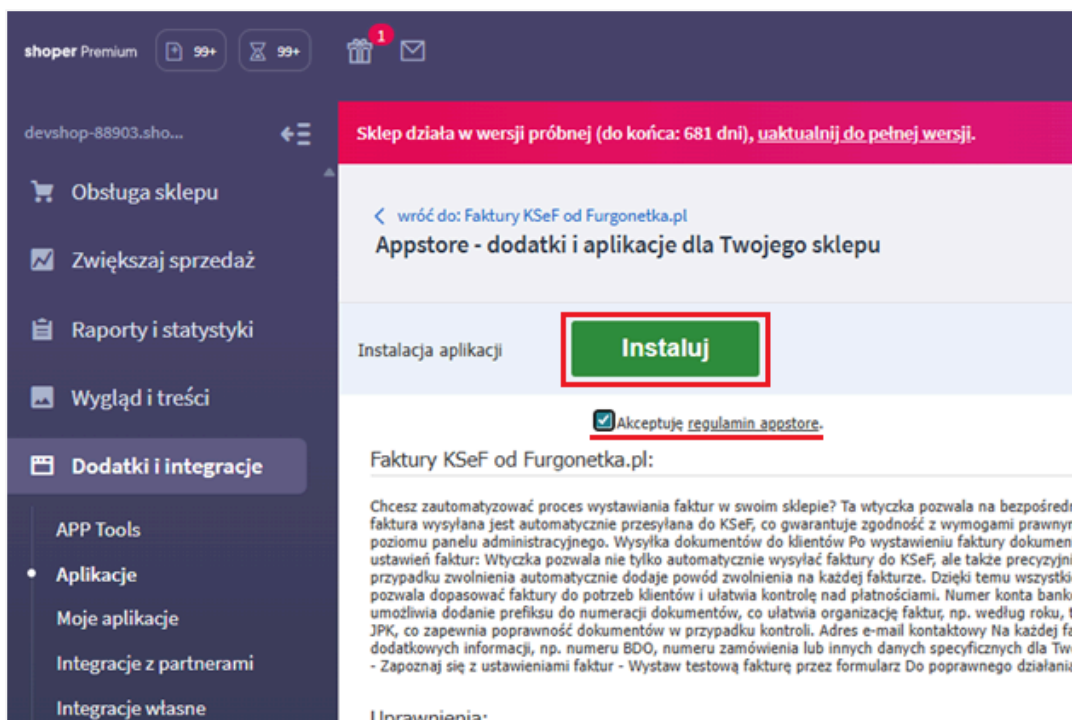 shoper Premium 99+ 99+ 1
devshop-88903.sho...
Sklep działa w wersji próbnej (do końca: 681 dni), uaktualnij do pełnej wersji.
Obsługa sklepu
Zwiększaj sprzedaż
Raporty i statystyki
Wygląd i treści
Dodatki i integracje
APP Tools
Aplikacje
Moje aplikacje
Integracje z partnerami
Integracje własne
wróć do: Faktury KSeF od Furgonetka.pl
Appstore - dodatki i aplikacje dla Twojego sklepu
Instalacja aplikacji
Instaluj
Akceptuję regulamin appstore.
Faktury KSeF od Furgonetka.pl:
Chcesz zautomatyzować proces wystawiania faktur w swoim sklepie? Ta wtyczka pozwala na bezpośredn
faktura wysyłana jest automatycznie przesyłana do KSeF, co gwarantuje zgodność z wymogami prawnym
poziomu panelu administracyjnego. Wysyłka dokumentów do klientów Po wystawieniu faktury dokumen
ustawień faktur: Wtyczka pozwala nie tylko automatycznie wysyłać faktury do KSeF, ale także precyzyjni
przypadku zwolnienia automatycznie dodaje powód zwolnienia na każdej fakturze. Dzięki temu wszystki
pozwala dopasować faktury do potrzeb klientów i ułatwia kontrolę nad płatnościami. Numer konta bank
umożliwia dodanie prefiksu do numeracji dokumentów, co ułatwia organizację faktur, np. według roku, t
JPK, co zapewnia poprawność dokumentów w przypadku kontroli. Adres e-mail kontaktowy Na każdej fa
dodatkowych informacji, np. numeru BDO, numeru zamówienia lub innych danych specyficznych dla Tw
- Zapoznaj się z ustawieniami faktur - Wystaw testową fakturę przez formularz Do poprawnego działania
Uprawnienia: